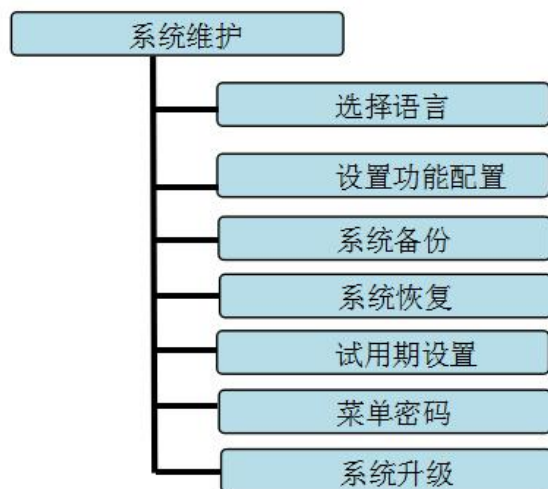 系统维护
选择语言
设置功能配置
系统备份
系统恢复
试用期设置
菜单密码
系统升级